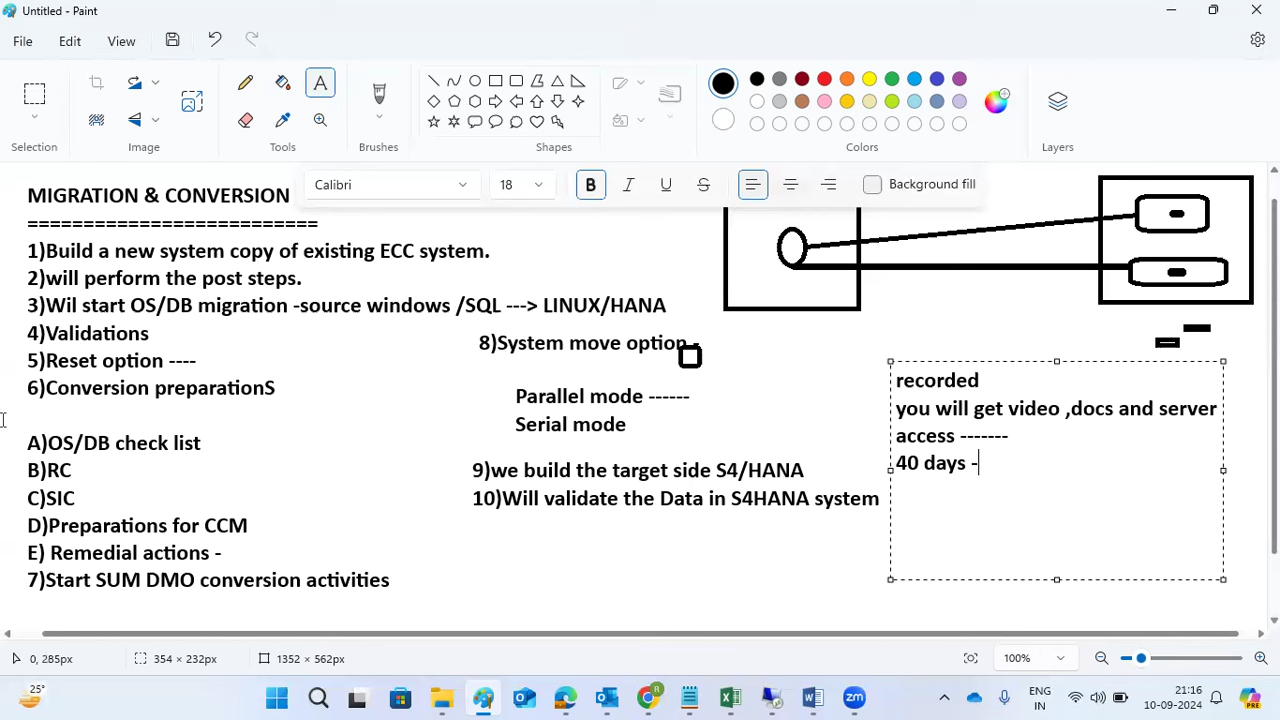 Untitled - Paint
File Edit View
Selection Image Tools Brushes Shapes Colors Layers
Calibri 18 B I U S Background fill
MIGRATION & CONVERSION
==========================
1)Build a new system copy of existing ECC system.
2)will perform the post steps.
3)Wil start OS/DB migration -source windows /SQL ---> LINUX/HANA
4)Validations
5)Reset option ----
6)Conversion preparationS
A)OS/DB check list
B)RC
C)SIC
D)Preparations for CCM
E) Remedial actions -
7)Start SUM DMO conversion activities
8)System move option -
Parallel mode ------
Serial mode
9)we build the target side S4/HANA
10)Will validate the Data in S4HANA system
recorded
you will get video ,docs and server
access -------
40 days -
0, 285px 354 × 232px 1352 × 562px 100%
25° ENG 21:16
IN 10-09-2024